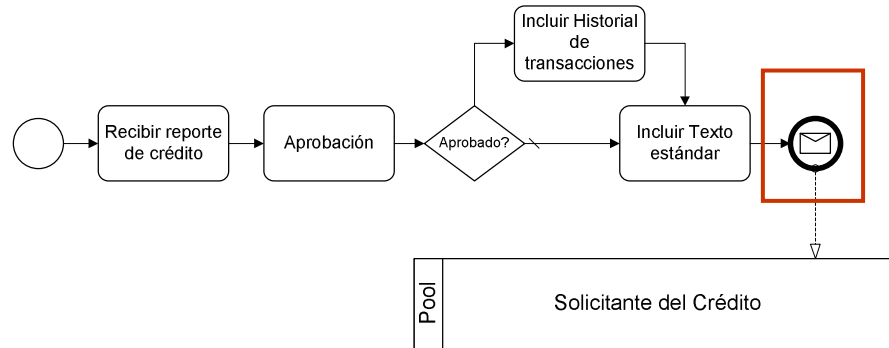 Incluir Historial
de
transacciones
Recibir reporte
de crédito
Aprobación
Aprobado?
Incluir Texto
estándar
Pool
Solicitante del Crédito